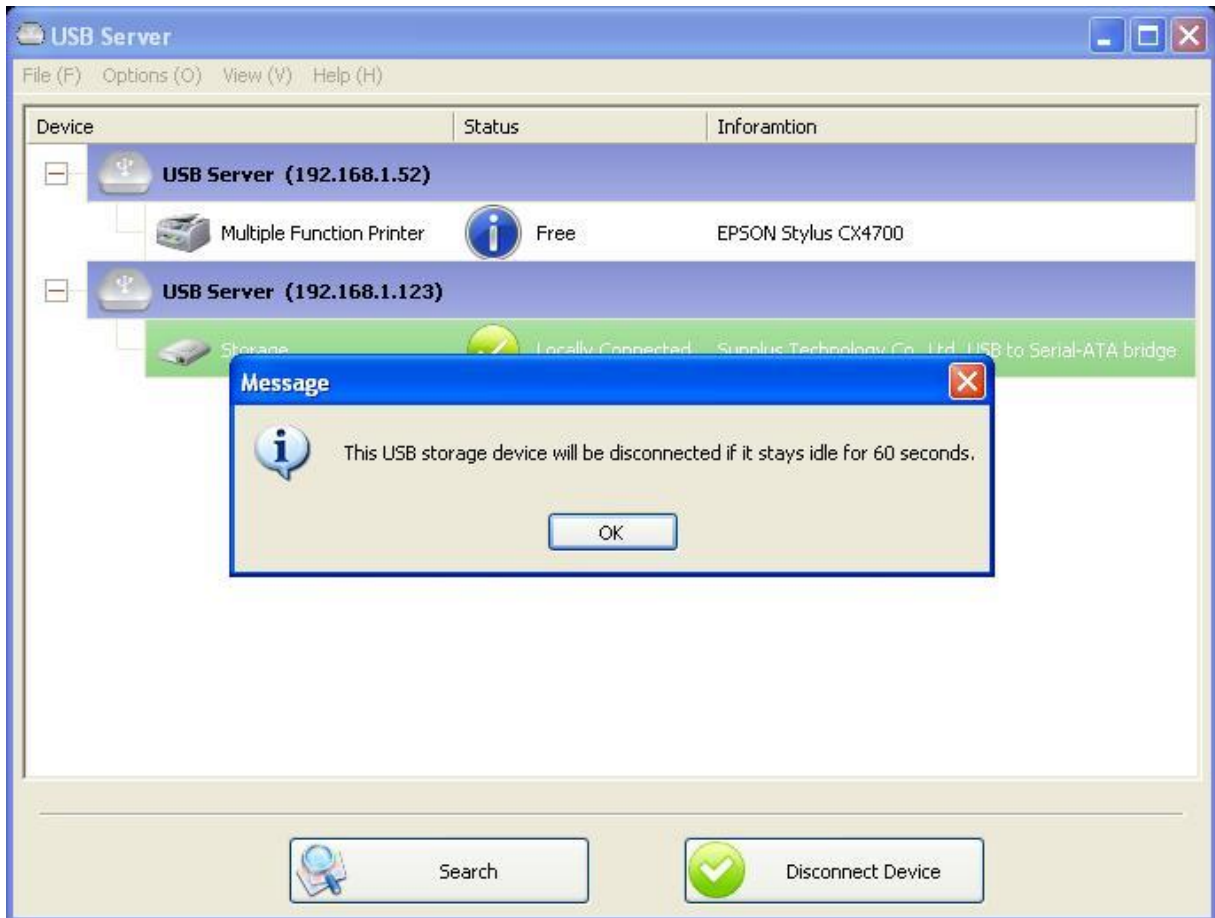 USB Server
File (F) Options (O) View (V) Help (H)
Device Status Inforamtion
USB Server (192.168.1.52)
Multiple Function Printer Free EPSON Stylus CX4700
USB Server (192.168.1.123)
Storage Locally Connected Sunplus Technology Co., Ltd. USB to Serial-ATA bridge
Message
This USB storage device will be disconnected if it stays idle for 60 seconds.
OK
Search Disconnect Device